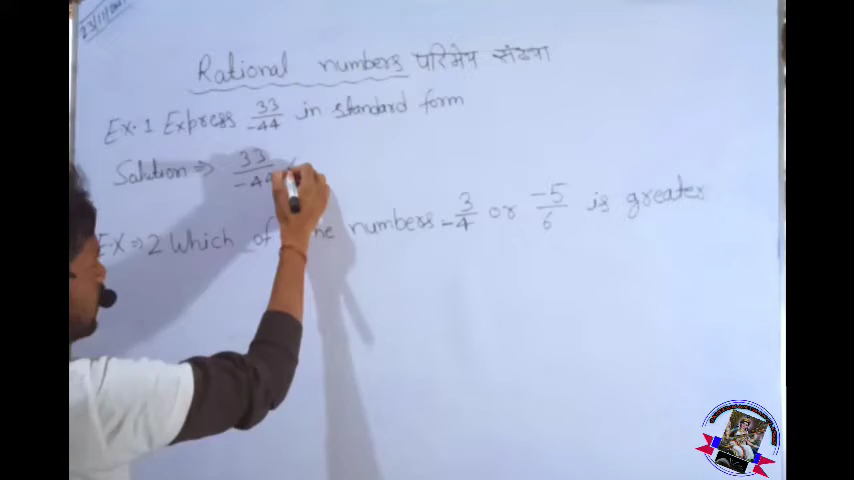 Rational numbers परिमेय संख्या
Ex.1 Express 33/-44 in standard form
Solution ⇒ 33/-44
EX⇒2 Which of numbers -3/4 or -5/6 is greater